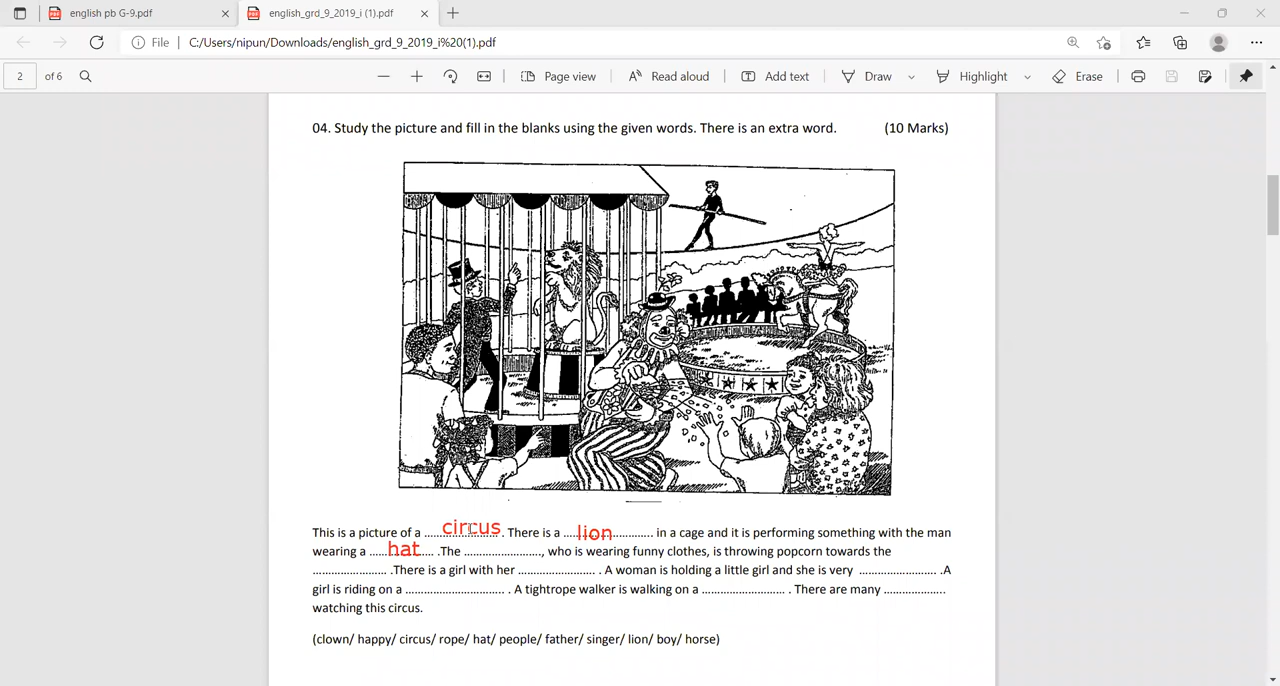 english pb G-9.pdf
english_grd_9_2019_i (1).pdf
File C:/Users/nipun/Downloads/english_grd_9_2019_i%20(1).pdf
2 of 6 Page view Read aloud Add text Draw Highlight Erase
04. Study the picture and fill in the blanks using the given words. There is an extra word. (10 Marks)
This is a picture of a ..... circus ..... . There is a ..... lion ..... in a cage and it is performing something with the man
wearing a ..... hat ..... .The ........................, who is wearing funny clothes, is throwing popcorn towards the
........................ .There is a girl with her ........................ . A woman is holding a little girl and she is very ........................ .A
girl is riding on a ............................... . A tightrope walker is walking on a ........................... . There are many ...................
watching this circus.
(clown/ happy/ circus/ rope/ hat/ people/ father/ singer/ lion/ boy/ horse)